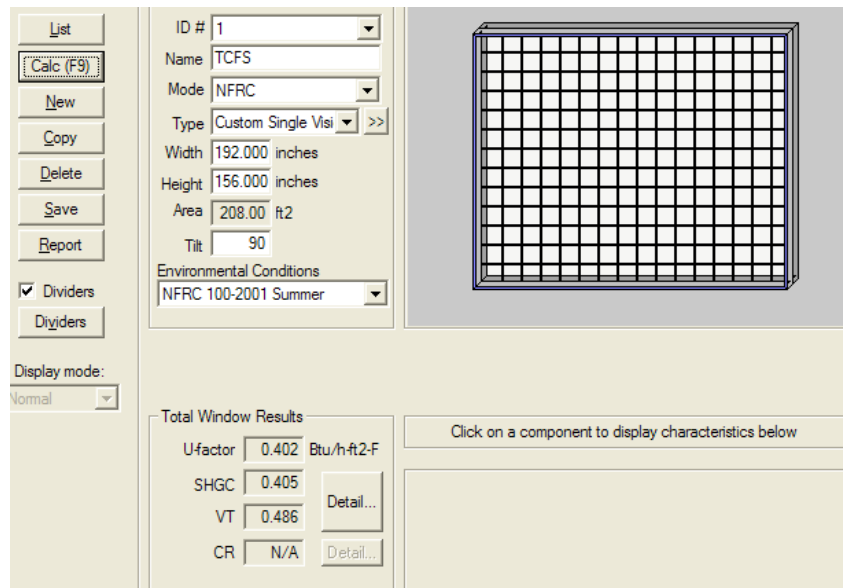 List
Calc (F9)
New
Copy
Delete
Save
Report
Dividers
Dividers
Display mode:
Normal
ID # 1
Name TCFS
Mode NFRC
Type Custom Single Visi >>
Width 192.000 inches
Height 156.000 inches
Area 208.00 ft2
Tilt 90
Environmental Conditions
NFRC 100-2001 Summer
Total Window Results
U-factor 0.402 Btu/h-ft2-F
SHGC 0.405
VT 0.486
Detail...
CR N/A Detail...
Click on a component to display characteristics below